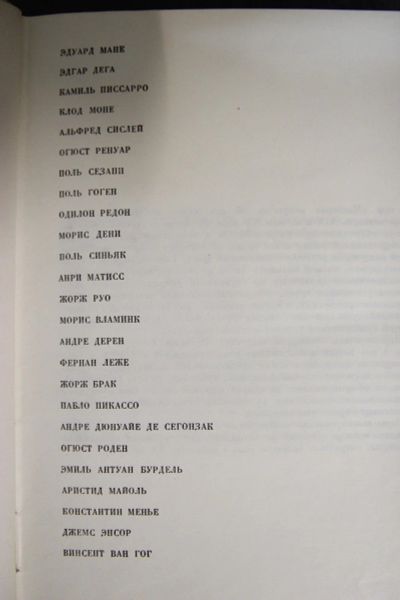 ЭДУАРД МАНЕ
ЭДГАР ДЕГА
КАМИЛЬ ПИССАРРО
КЛОД МОНЕ
АЛЬФРЕД СИСЛЕЙ
ОГЮСТ РЕНУАР
ПОЛЬ СЕЗАНН
ПОЛЬ ГОГЕН
ОДИЛОН РЕДОН
МОРИС ДЕНИ
ПОЛЬ СИНЬЯК
АНРИ МАТИСС
ЖОРЖ РУО
МОРИС ВЛАМИНК
АНДРЕ ДЕРЕН
ФЕРНАН ЛЕЖЕ
ЖОРЖ БРАК
ПАБЛО ПИКАССО
АНДРЕ ДЮНУАЙЕ ДЕ СЕГОНЗАК
ОГЮСТ РОДЕН
ЭМИЛЬ АНТУАН БУРДЕЛЬ
АРИСТИД МАЙОЛЬ
КОНСТАНТИН МЕНЬЕ
ДЖЕМС ЭНСОР
ВИНСЕНТ ВАН ГОГ